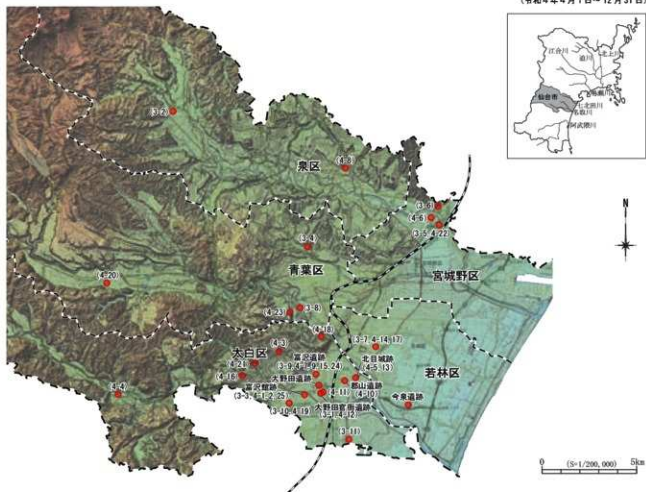 (令和4年4月1日~12月31日)
江合川
迫川
北上川
鳴瀬川
仙台市
七北田川
名取川
阿武隈川
N
(3-2)
泉区
(3-6)
(4-6)
(3-5,4-22)
(3-4)
青葉区
宮城野区
(4-20)
(3-8)
(4-23)
(4-18)
(3-7,4-14,17)
(4-3)
太白区
富沢遺跡
北目城跡
(4-21)
(4-5,13)
若林区
(4-16)
大野田遺跡
郡山遺跡
(4-4)
富沢館跡
(4-11)
(4-10)
今泉遺跡
(3-3,4-1,2,25)
大野田官衙遺跡
(3-10,4-19)
(3-1,4-12)
(3-11)
0
(S=1/200,000)
5km